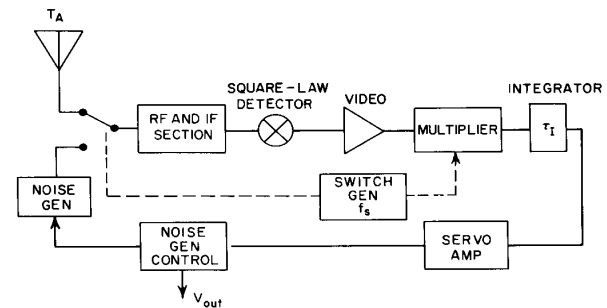 T_A
SQUARE-LAW
DETECTOR
VIDEO
INTEGRATOR
RF AND IF
SECTION
MULTIPLIER
τ_I
NOISE
GEN
SWITCH
GEN
f_s
NOISE
GEN
CONTROL
SERVO
AMP
V_out